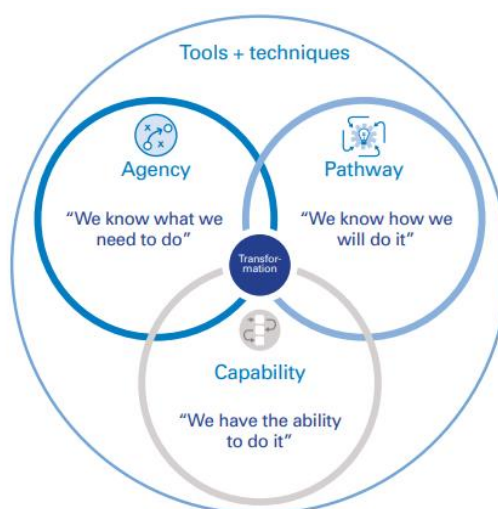 Tools + techniques
Agency
“We know what we
need to do”
Pathway
“We know how we
will do it”
Transfor-
mation
Capability
“We have the ability
to do it”